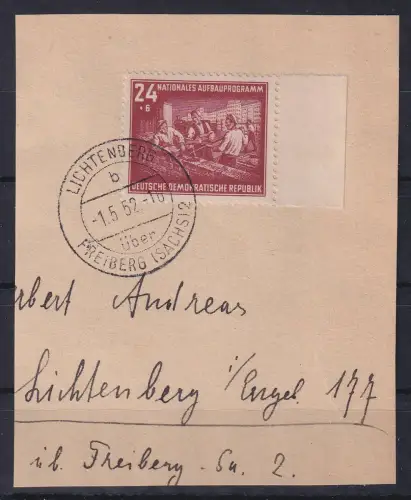 24
+6
NATIONALES AUFBAUPROGRAMM
DEUTSCHE DEMOKRATISCHE REPUBLIK
LICHTENBERG
b
-1.5.52.-16
über
FREIBERG (SACHS) 2
erbert Andreas
Lichtenberg i/Erzgeb. 177
üb. Freiberg - Sa. 2.